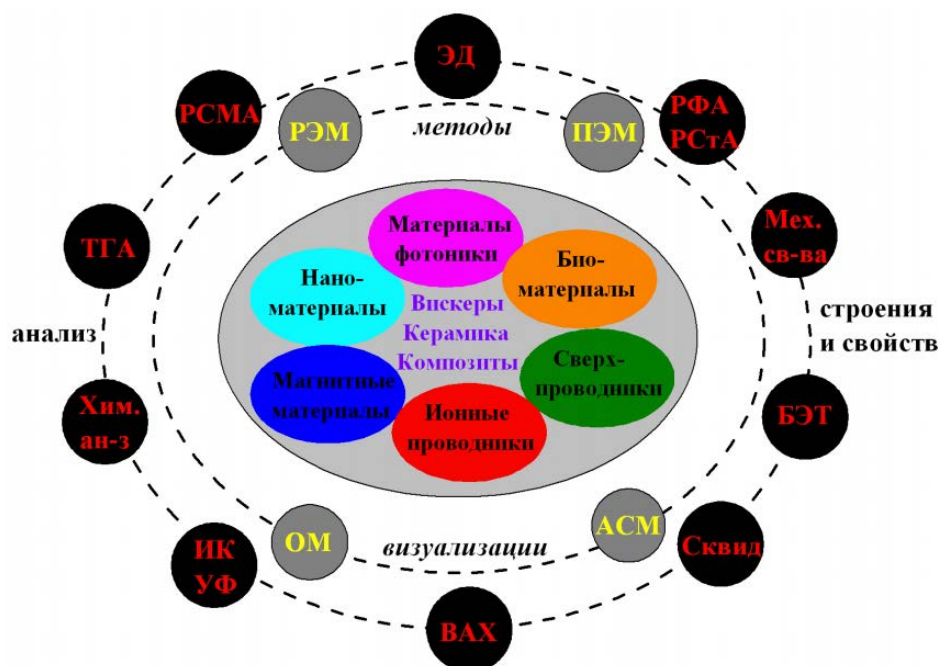 ЭД
РСМА
РЭМ
методы
ПЭМ
РФА
РСтА
ТГА
Мех.
св-ва
Материалы
фотоники
Нано-
материалы
Био-
материалы
Вискеры
Керамика
Композиты
анализ
строения
и свойств
Магнитные
материалы
Сверх-
проводники
Ионные
проводники
Хим.
ан-з
БЭТ
ОМ
визуализации
АСМ
Сквид
ИК
УФ
ВАХ